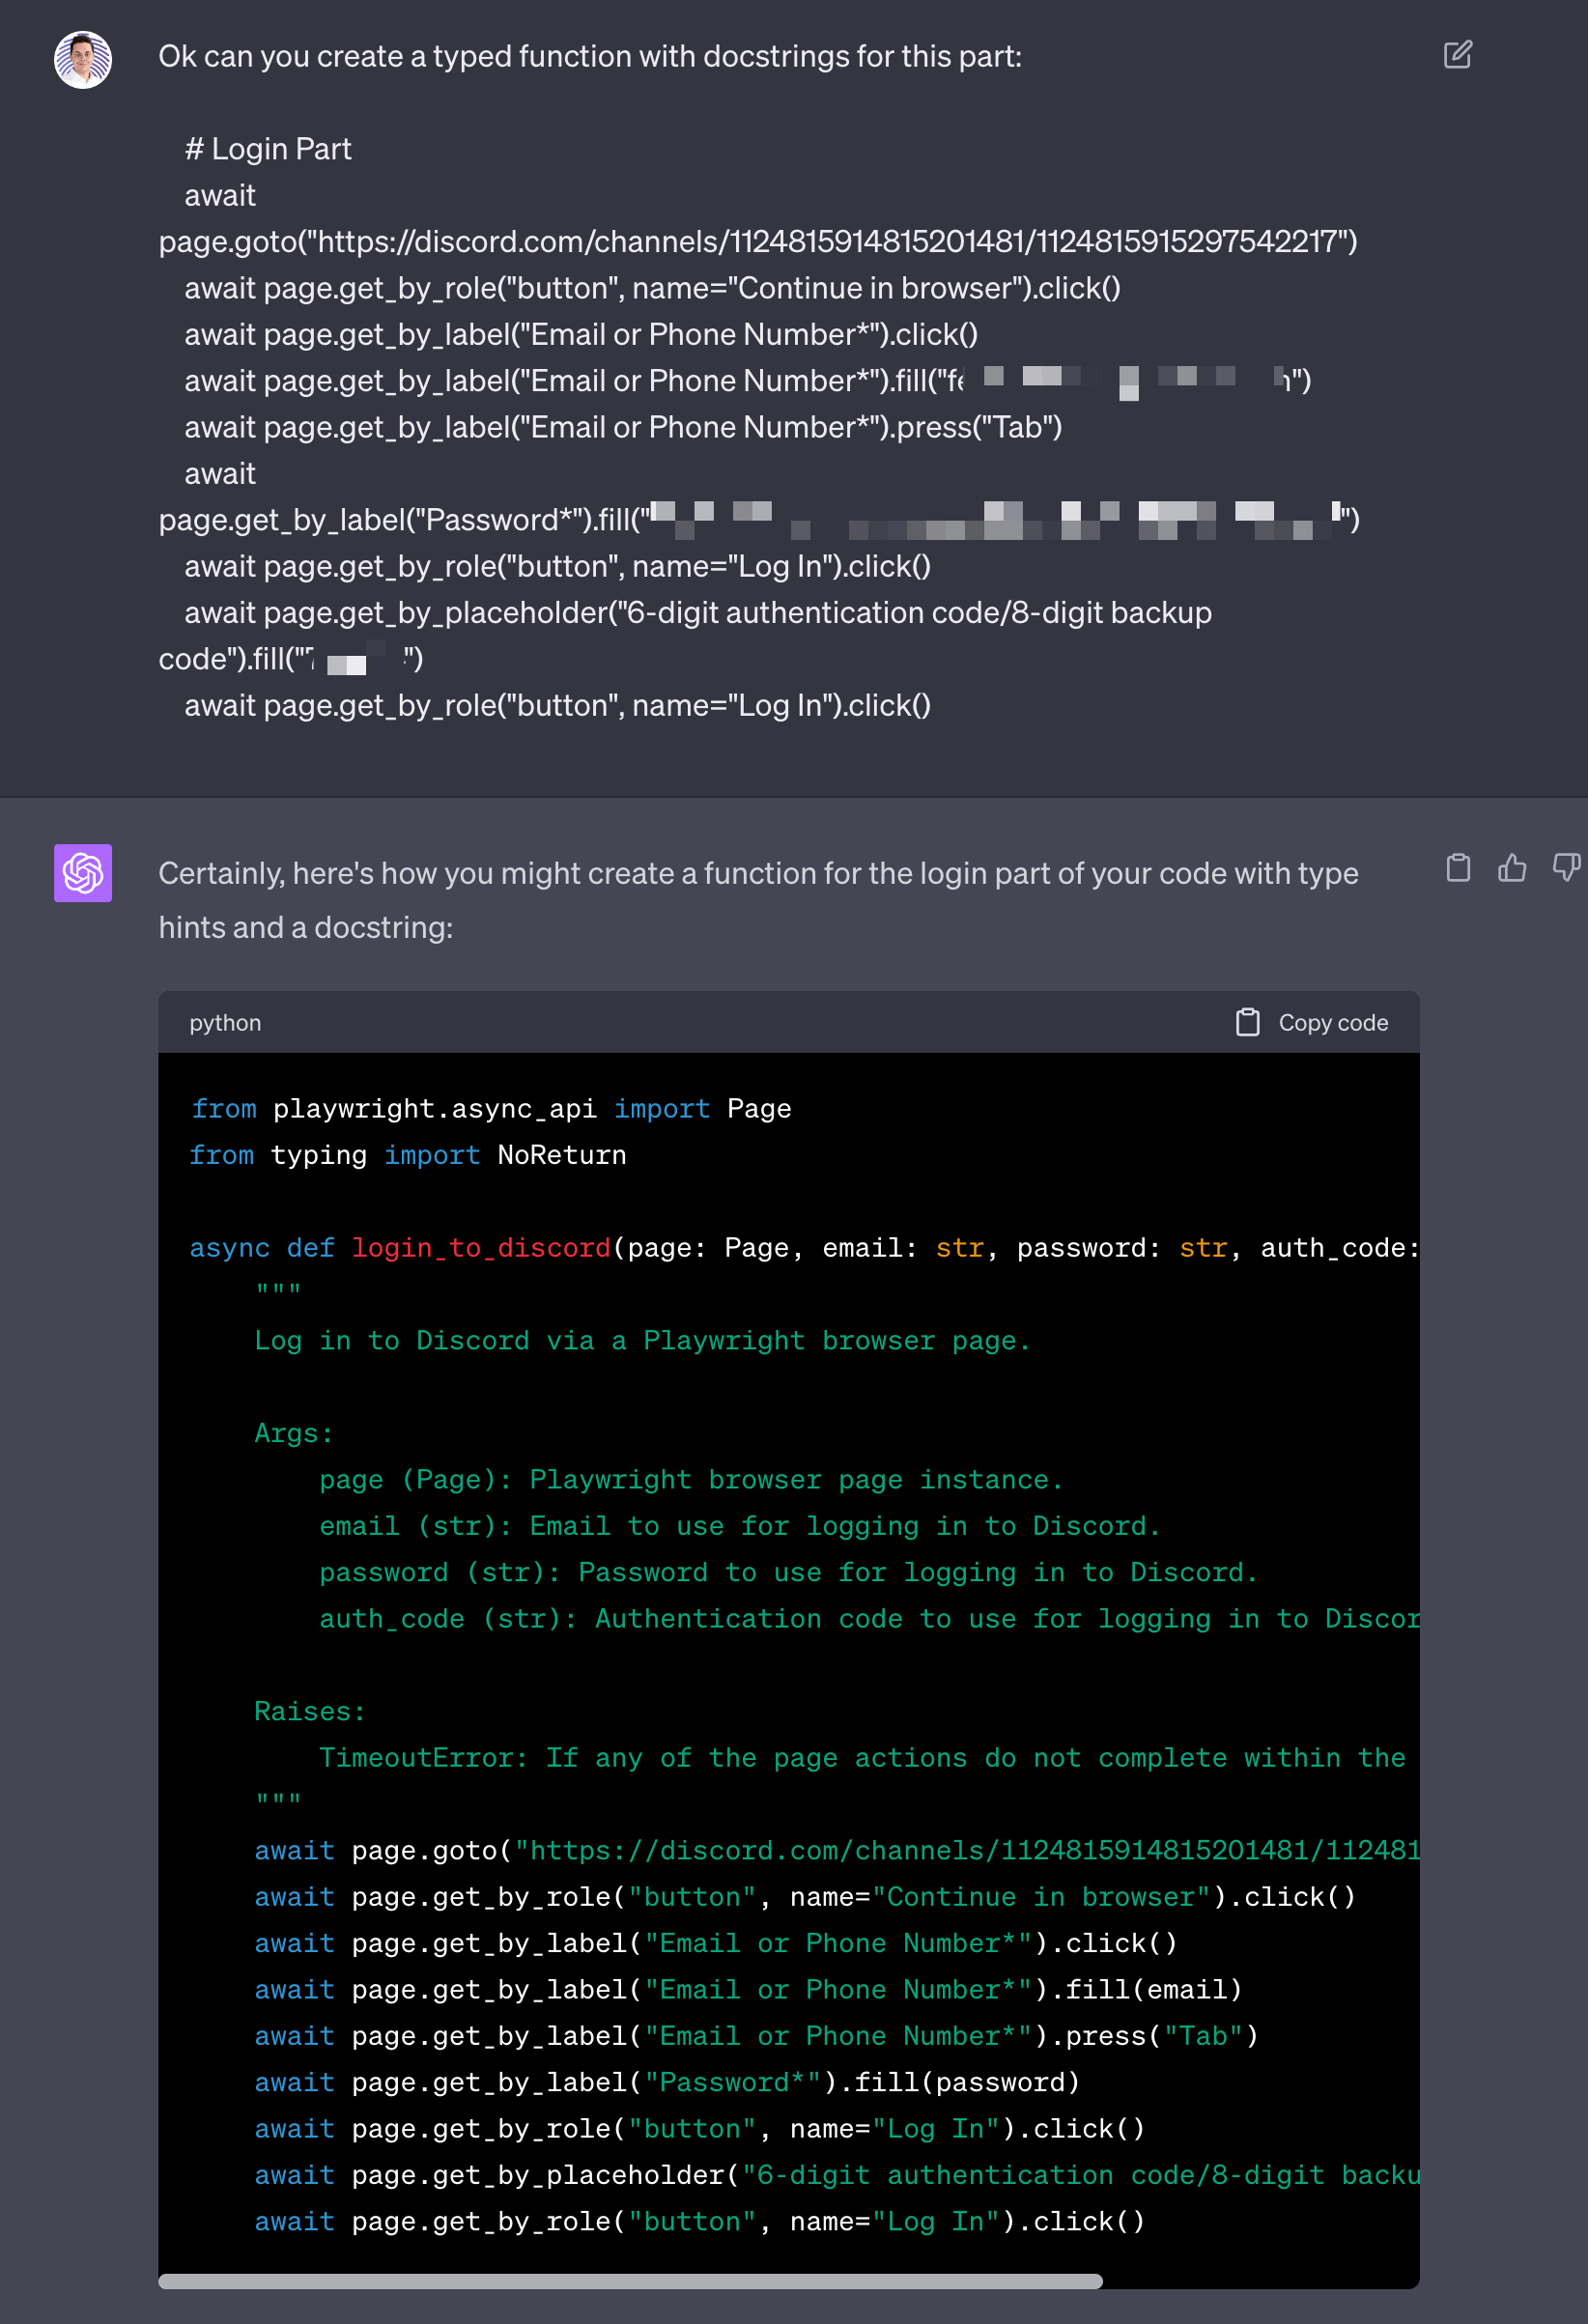 Ok can you create a typed function with docstrings for this part:
# Login Part
await
page.goto("https://discord.com/channels/1124815914815201481/1124815915297542217")
await page.get_by_role("button", name="Continue in browser").click()
await page.get_by_label("Email or Phone Number*").click()
await page.get_by_label("Email or Phone Number*").fill("f ")
await page.get_by_label("Email or Phone Number*").press("Tab")
await
page.get_by_label("Password*").fill(" ")
await page.get_by_role("button", name="Log In").click()
await page.get_by_placeholder("6-digit authentication code/8-digit backup
code").fill(" ")
await page.get_by_role("button", name="Log In").click()
Certainly, here's how you might create a function for the login part of your code with type
hints and a docstring:
python
Copy code
from playwright.async_api import Page
from typing import NoReturn
async def login_to_discord(page: Page, email: str, password: str, auth_code:
"""
Log in to Discord via a Playwright browser page.
Args:
page (Page): Playwright browser page instance.
email (str): Email to use for logging in to Discord.
password (str): Password to use for logging in to Discord.
auth_code (str): Authentication code to use for logging in to Discor
Raises:
TimeoutError: If any of the page actions do not complete within the
"""
await page.goto("https://discord.com/channels/1124815914815201481/112481
await page.get_by_role("button", name="Continue in browser").click()
await page.get_by_label("Email or Phone Number*").click()
await page.get_by_label("Email or Phone Number*").fill(email)
await page.get_by_label("Email or Phone Number*").press("Tab")
await page.get_by_label("Password*").fill(password)
await page.get_by_role("button", name="Log In").click()
await page.get_by_placeholder("6-digit authentication code/8-digit backu
await page.get_by_role("button", name="Log In").click()